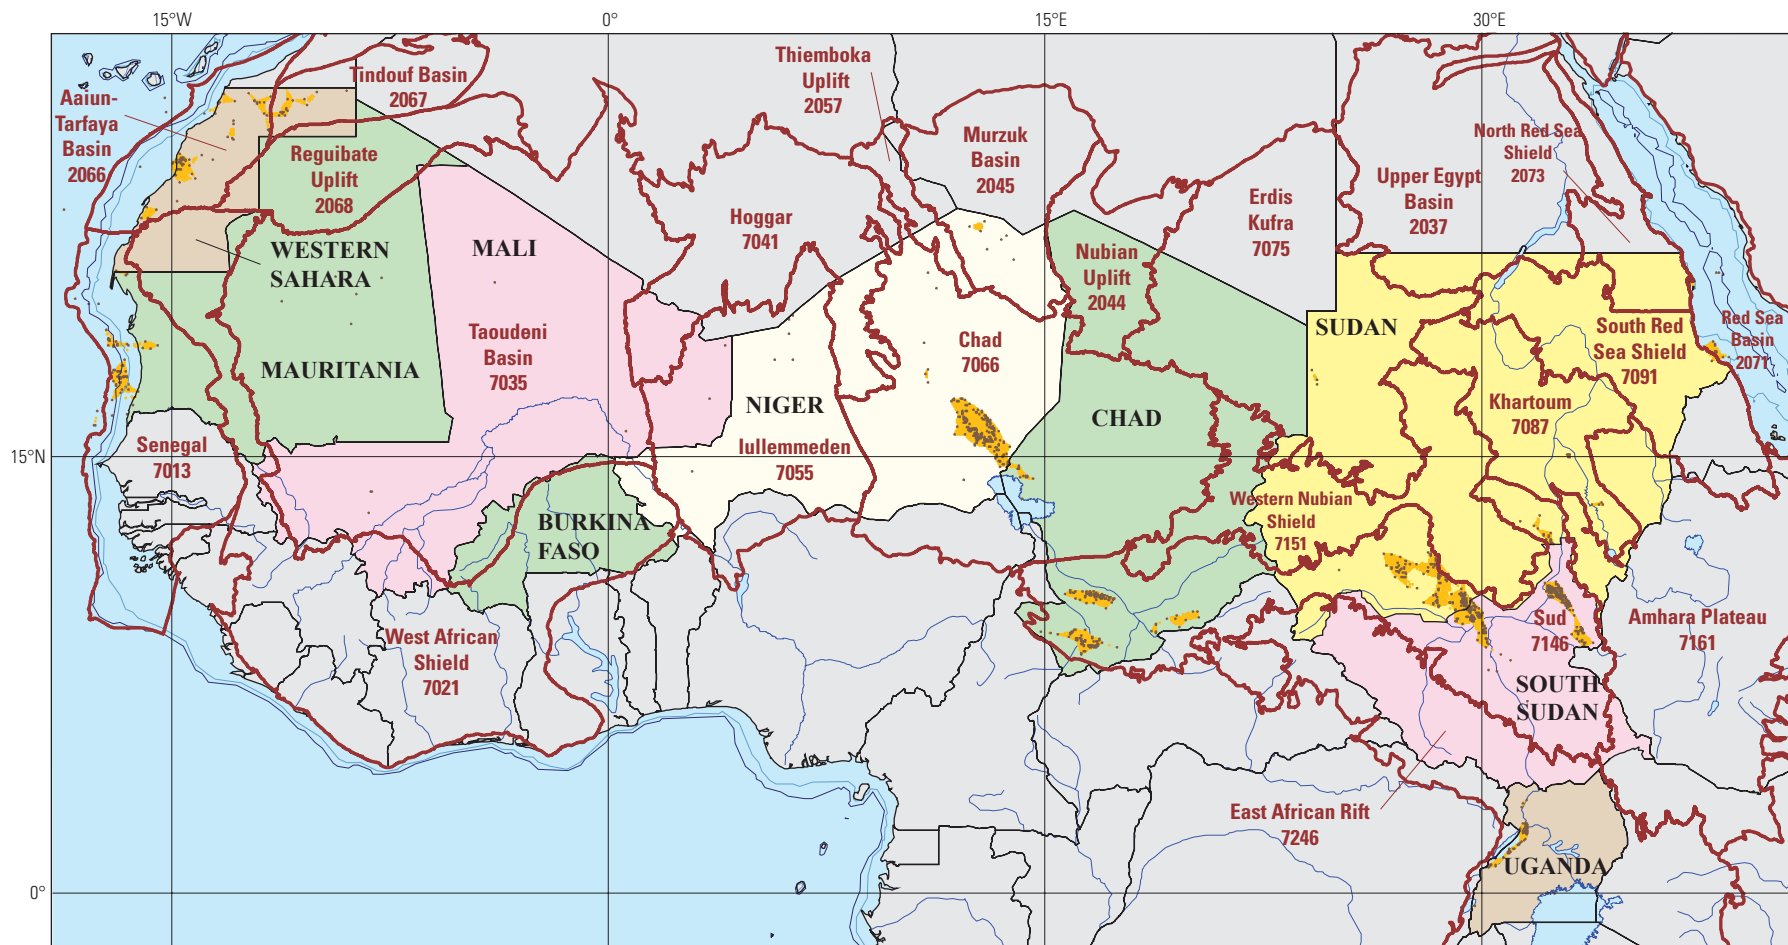 15°W
0°
15°E
30°E
Tindouf Basin
2067
Aaiun-
Tarfaya
Basin
2066
Thiemboka
Uplift
2057
Murzuk
Basin
2045
North Red Sea
Shield
2073
Reguibate
Uplift
2068
Upper Egypt
Basin
2037
Erdis
Kufra
7075
Hoggar
7041
WESTERN
SAHARA
MALI
Nubian
Uplift
2044
Taoudeni
Basin
7035
Chad
7066
SUDAN
South Red
Sea Shield
7091
Red Sea
Basin
2071
MAURITANIA
NIGER
CHAD
Khartoum
7087
15°N
Senegal
7013
Iullemmeden
7055
Western Nubian
Shield
7151
BURKINA
FASO
West African
Shield
7021
Sud
7146
Amhara Plateau
7161
SOUTH
SUDAN
East African Rift
7246
UGANDA
0°